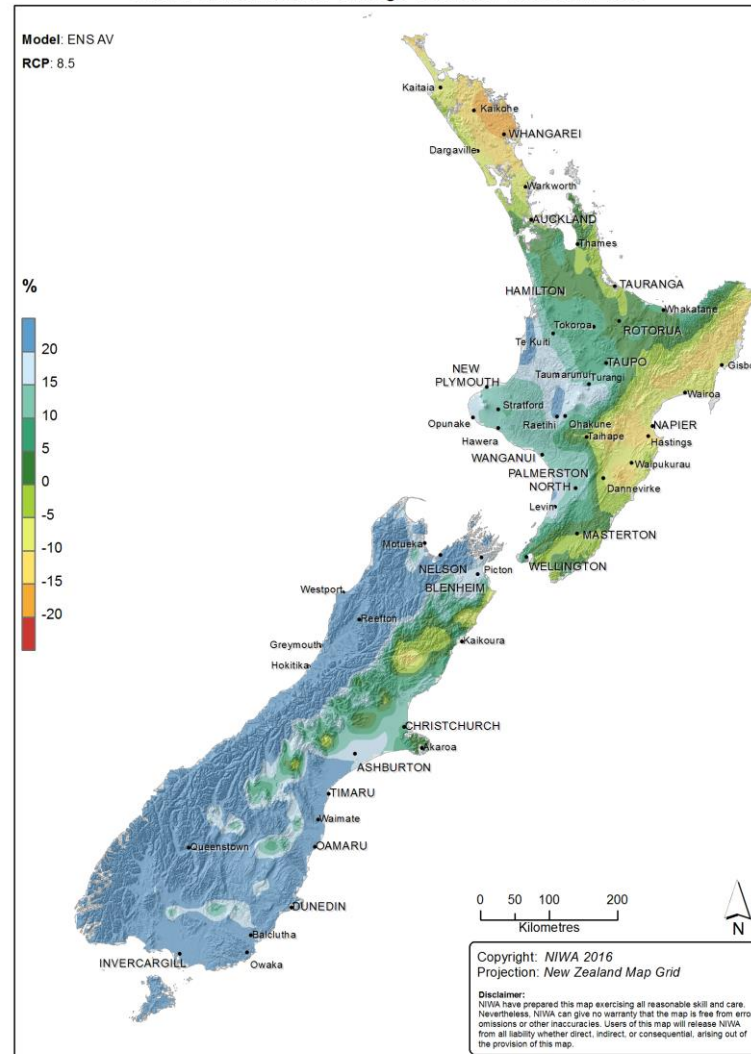 Model: ENS AV
RCP: 8.5
Kaitaia
Kaikohe
WHANGAREI
Dargaville
Warkworth
AUCKLAND
Thames
%
HAMILTON
TAURANGA
Whakatane
Tokoroa
ROTORUA
Te Kuiti
20
TAUPO
15
NEW
PLYMOUTH
Taumarunui
Turangi
Gisbo
10
Stratford
Wairoa
5
Opunake
Raetihi
Ohakune
NAPIER
0
Hawera
Taihape
Hastings
-5
WANGANUI
Waipukurau
-10
PALMERSTON
NORTH
Dannevirke
-15
Levin
-20
MASTERTON
Motueka
NELSON
Picton
WELLINGTON
BLENHEIM
Westport
Reefton
Greymouth
Kaikoura
Hokitika
CHRISTCHURCH
Akaroa
ASHBURTON
TIMARU
Waimate
Queenstown
OAMARU
0 50 100 200
Kilometres
N
DUNEDIN
Balclutha
INVERCARGILL
Owaka
Copyright: NIWA 2016
Projection: New Zealand Map Grid
Disclaimer:
NIWA have prepared this map exercising all reasonable skill and care.
Nevertheless, NIWA can give no warranty that the map is free from erro
omissions or other inaccuracies. Users of this map will release NIWA
from all liability whether direct, indirect, or consequential, arising out of
the provision of this map.